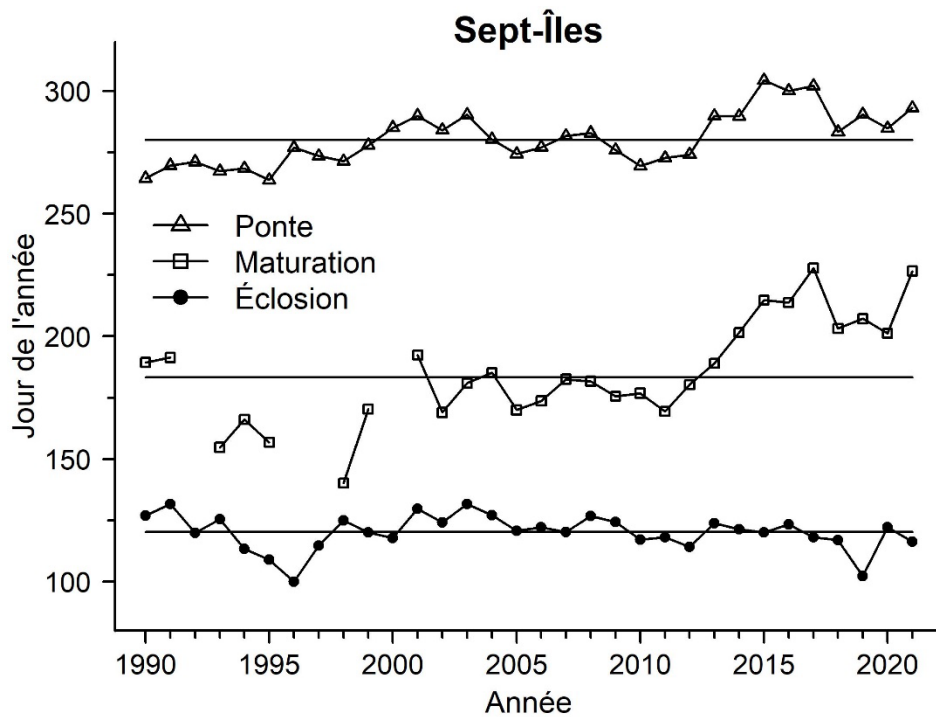 Sept-Îles
300
250
200
150
100
Jour de l'année
Ponte
Maturation
Éclosion
1990
1995
2000
2005
2010
2015
2020
Année